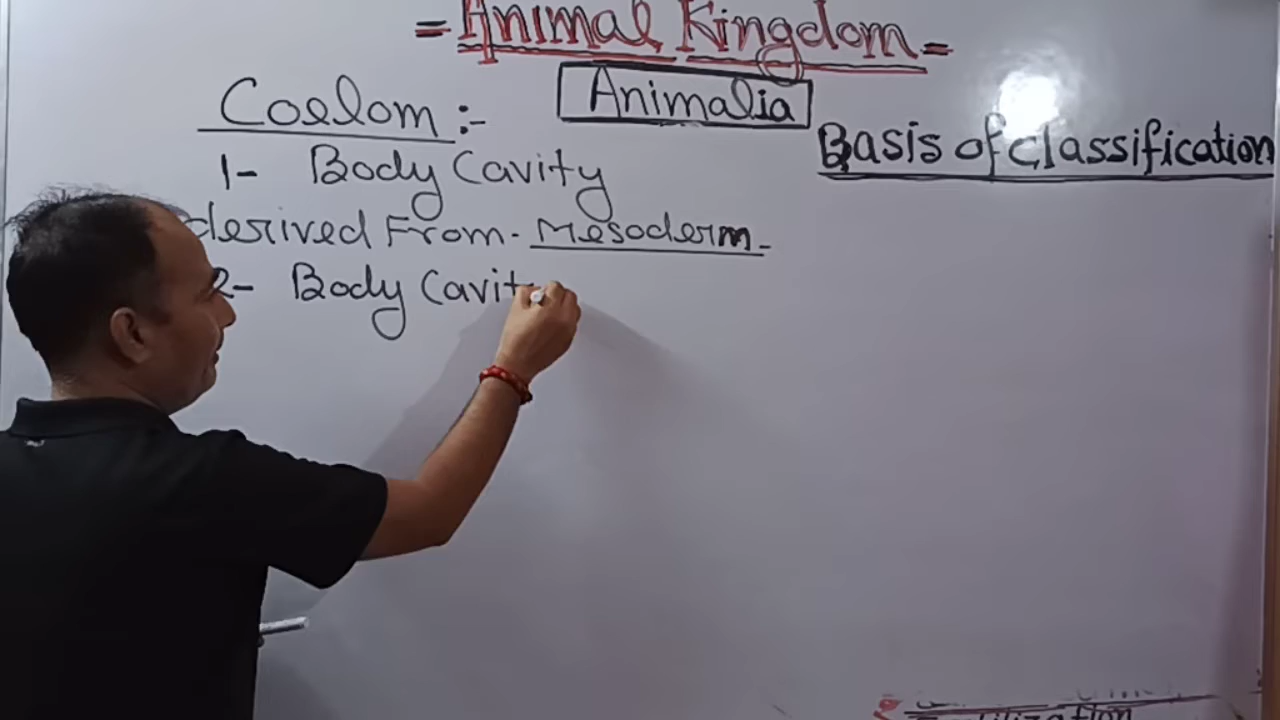 = Animal Kingdom =
Animalia
Basis of classification
Coelom :-
1- Body Cavity
derived From - Mesoderm -
2- Body Cavit